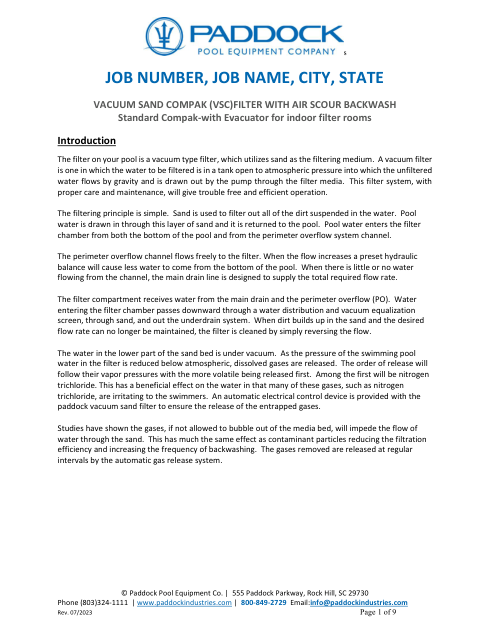 PADDOCK
POOL EQUIPMENT COMPANY s
JOB NUMBER, JOB NAME, CITY, STATE
VACUUM SAND COMPAK (VSC)FILTER WITH AIR SCOUR BACKWASH
Standard Compak-with Evacuator for indoor filter rooms
Introduction
The filter on your pool is a vacuum type filter, which utilizes sand as the filtering medium. A vacuum filter
is one in which the water to be filtered is in a tank open to atmospheric pressure into which the unfiltered
water flows by gravity and is drawn out by the pump through the filter media. This filter system, with
proper care and maintenance, will give trouble free and efficient operation.
The filtering principle is simple. Sand is used to filter out all of the dirt suspended in the water. Pool
water is drawn in through this layer of sand and it is returned to the pool. Pool water enters the filter
chamber from both the bottom of the pool and from the perimeter overflow system channel.
The perimeter overflow channel flows freely to the filter. When the flow increases a preset hydraulic
balance will cause less water to come from the bottom of the pool. When there is little or no water
flowing from the channel, the main drain line is designed to supply the total required flow rate.
The filter compartment receives water from the main drain and the perimeter overflow (PO). Water
entering the filter chamber passes downward through a water distribution and vacuum equalization
screen, through sand, and out the underdrain system. When dirt builds up in the sand and the desired
flow rate can no longer be maintained, the filter is cleaned by simply reversing the flow.
The water in the lower part of the sand bed is under vacuum. As the pressure of the swimming pool
water in the filter is reduced below atmospheric, dissolved gases are released. The order of release will
follow their vapor pressures with the more volatile being released first. Among the first will be nitrogen
trichloride. This has a beneficial effect on the water in that many of these gases, such as nitrogen
trichloride, are irritating to the swimmers. An automatic electrical control device is provided with the
paddock vacuum sand filter to ensure the release of the entrapped gases.
Studies have shown the gases, if not allowed to bubble out of the media bed, will impede the flow of
water through the sand. This has much the same effect as contaminant particles reducing the filtration
efficiency and increasing the frequency of backwashing. The gases removed are released at regular
intervals by the automatic gas release system.
© Paddock Pool Equipment Co. | 555 Paddock Parkway, Rock Hill, SC 29730
Phone (803)324-1111 | www.paddockindustries.com | 800-849-2729 Email:info@paddockindustries.com
Rev. 07/2023 Page 1 of 9